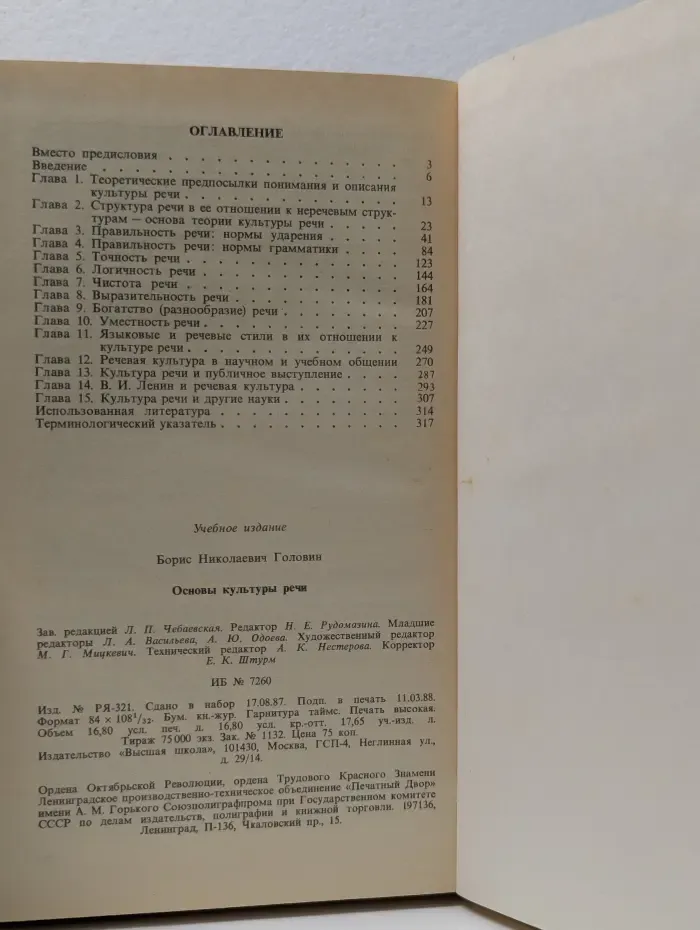 ОГЛАВЛЕНИЕ
Вместо предисловия . . . . . . . . . . . . . . . 3
Введение . . . . . . . . . . . . . . . . . . . 6
Глава 1. Теоретические предпосылки понимания и описания
культуры речи . . . . . . . . . . . . . . 13
Глава 2. Структура речи в ее отношении к неречевым струк-
турам — основа теории культуры речи . . . . . 23
Глава 3. Правильность речи: нормы ударения . . . . . 41
Глава 4. Правильность речи: нормы грамматики . . . . 84
Глава 5. Точность речи . . . . . . . . . . . . . 123
Глава 6. Логичность речи . . . . . . . . . . . . 144
Глава 7. Чистота речи . . . . . . . . . . . . . 164
Глава 8. Выразительность речи . . . . . . . . . . 181
Глава 9. Богатство (разнообразие) речи . . . . . . . 207
Глава 10. Уместность речи . . . . . . . . . . . . 227
Глава 11. Языковые и речевые стили в их отношении к
культуре речи . . . . . . . . . . . . . . 249
Глава 12. Речевая культура в научном и учебном общении 270
Глава 13. Культура речи и публичное выступление . . . . 287
Глава 14. В. И. Ленин и речевая культура . . . . . . 293
Глава 15. Культура речи и другие науки . . . . . . . 307
Использованная литература . . . . . . . . . . . . 314
Терминологический указатель . . . . . . . . . . . . 317
Учебное издание
Борис Николаевич Головин
Основы культуры речи
Зав. редакцией Л. П. Чебаевская. Редактор Н. Е. Рудомазина. Младшие
редакторы Л. А. Васильева, А. Ю. Одоева. Художественный редактор
М. Г. Мицкевич. Технический редактор А. К. Нестерова. Корректор
Е. К. Штурм
ИБ № 7260
Изд. № РЯ-321. Сдано в набор 17.08.87. Подп. в печать 11.03.88.
Формат 84 × 108¹/₃₂. Бум. кн.-жур. Гарнитура таймс. Печать высокая.
Объем 16,80 усл. печ. л. 16,80 усл. кр.-отт. 17,65 уч.-изд. л.
Тираж 75 000 экз. Зак. № 1132. Цена 75 коп.
Издательство «Высшая школа», 101430, Москва, ГСП-4, Неглинная ул.,
д. 29/14.
Ордена Октябрьской Революции, ордена Трудового Красного Знамени
Ленинградское производственно-техническое объединение «Печатный Двор»
имени А. М. Горького Союзполиграфпрома при Государственном комитете
СССР по делам издательств, полиграфии и книжной торговли. 197136,
Ленинград, П-136, Чкаловский пр., 15.